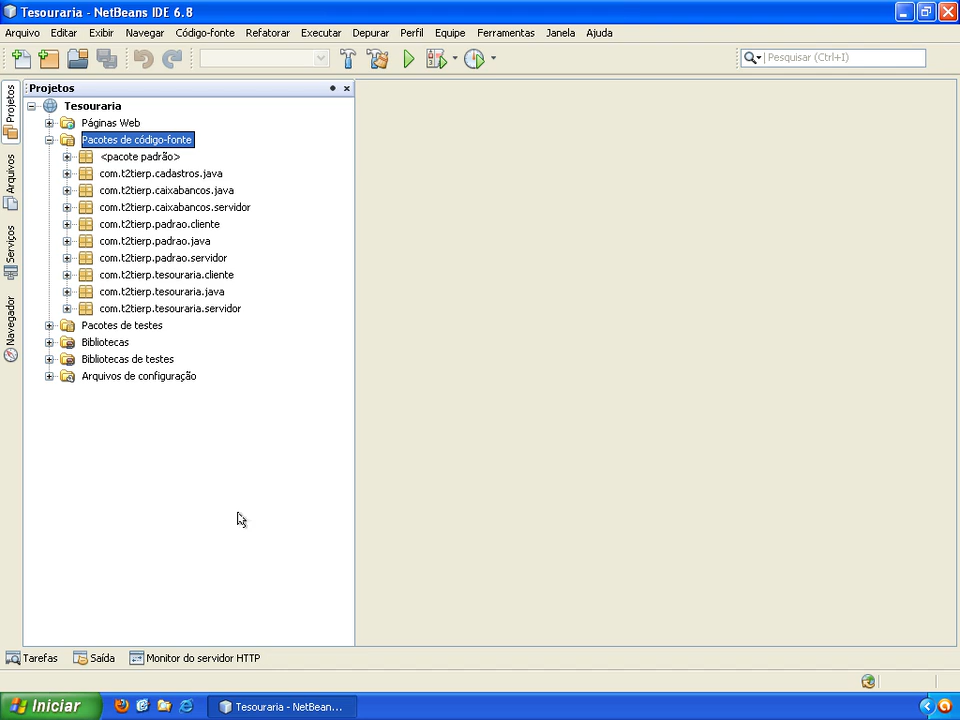 Tesouraria - NetBeans IDE 6.8
Arquivo Editar Exibir Navegar Código-fonte Refatorar Executar Depurar Perfil Equipe Ferramentas Janela Ajuda
Pesquisar (Ctrl+I)
Projetos
Projetos
Arquivos
Serviços
Navegador
Tesouraria
Páginas Web
Pacotes de código-fonte
<pacote padrão>
com.t2tierp.cadastros.java
com.t2tierp.caixabancos.java
com.t2tierp.caixabancos.servidor
com.t2tierp.padrao.cliente
com.t2tierp.padrao.java
com.t2tierp.padrao.servidor
com.t2tierp.tesouraria.cliente
com.t2tierp.tesouraria.java
com.t2tierp.tesouraria.servidor
Pacotes de testes
Bibliotecas
Bibliotecas de testes
Arquivos de configuração
Tarefas Saída Monitor do servidor HTTP
Iniciar Tesouraria - NetBean...